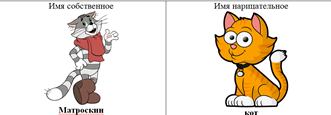 Имя собственное
Имя нарицательное
Матроскин
кот